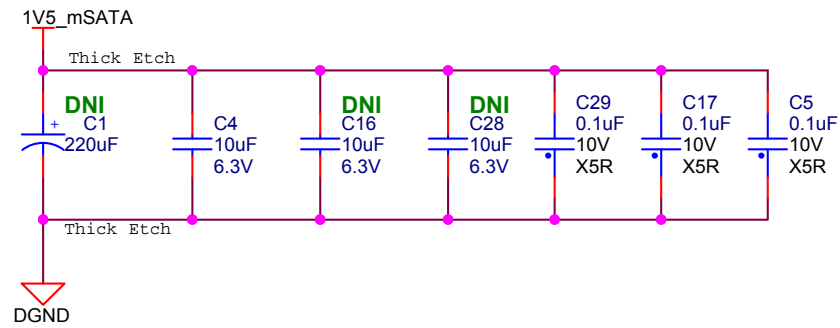 1V5_mSATA
Thick Etch
DNI
+ C1
220uF
C4
10uF
6.3V
DNI
C16
10uF
6.3V
DNI
C28
10uF
6.3V
C29
0.1uF
10V
X5R
C17
0.1uF
10V
X5R
C5
0.1uF
10V
X5R
Thick Etch
DGND